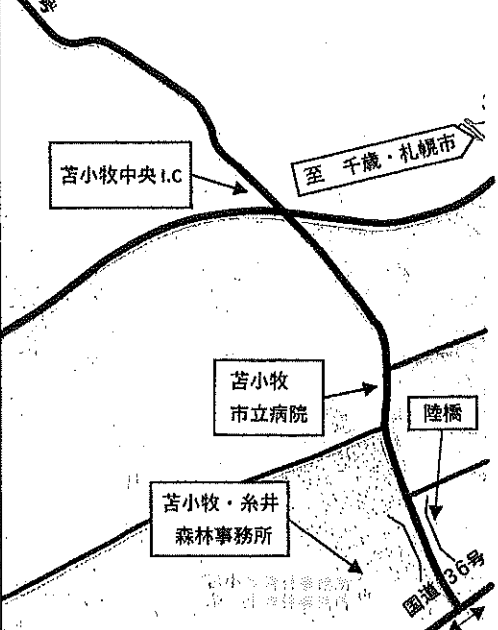 至 千歳・札幌市
苫小牧中央I.C
苫小牧
市立病院
陸橋
苫小牧・糸井
森林事務所
国道36号